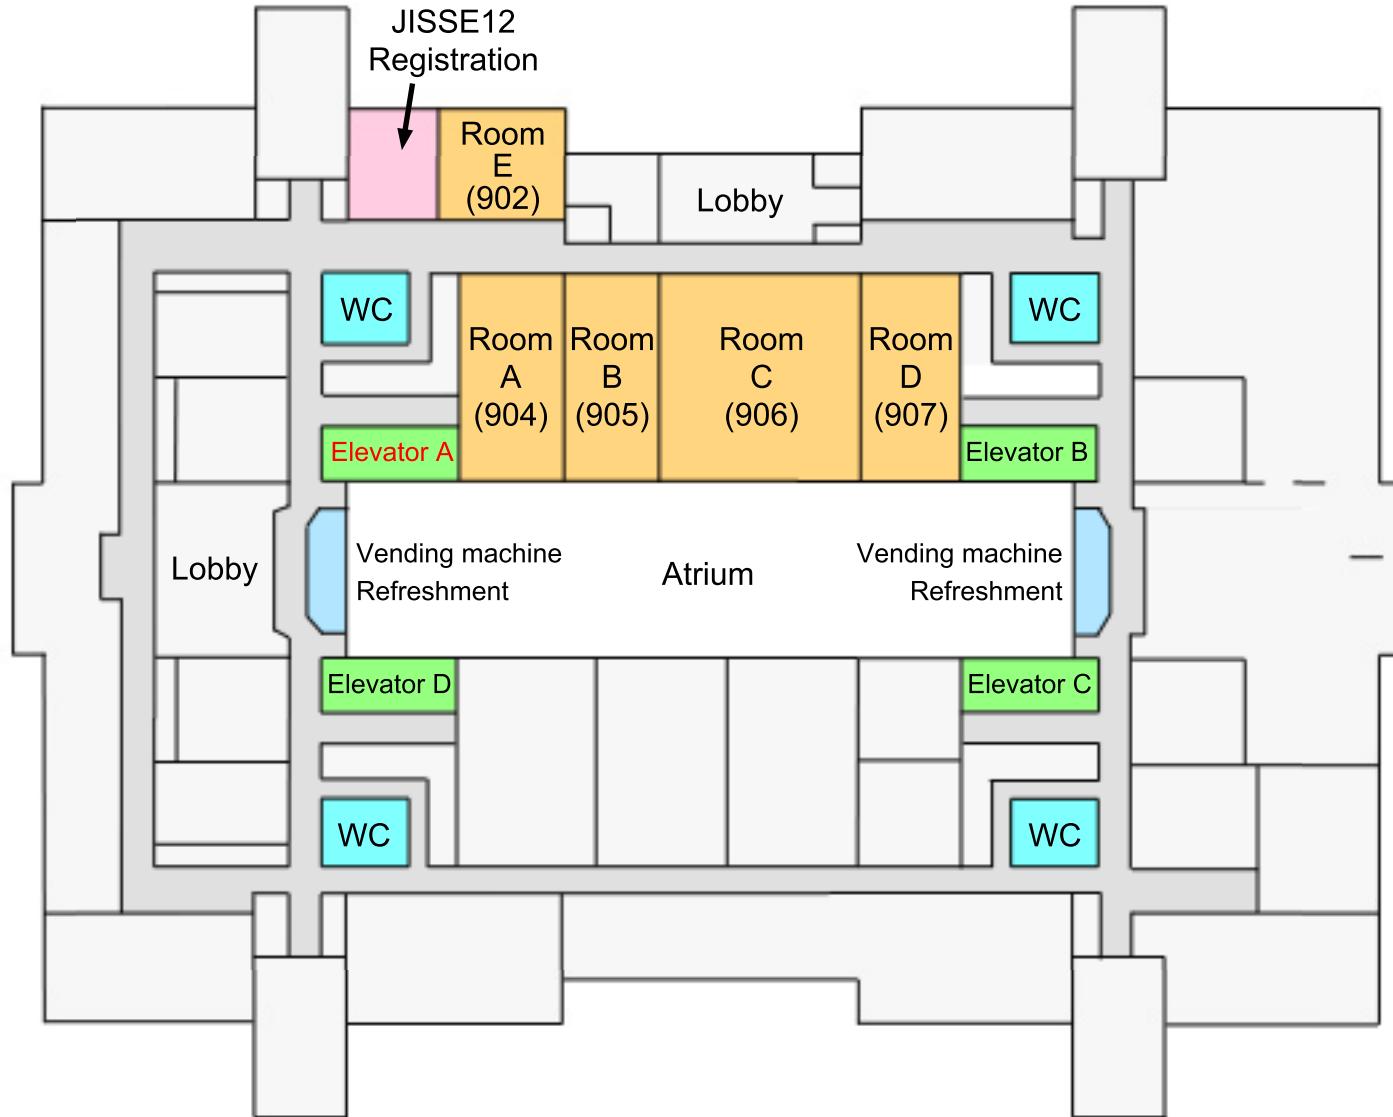 JISSE12
Registration
Room
E
(902)
Lobby
WC
WC
Room
A
(904)
Room
B
(905)
Room
C
(906)
Room
D
(907)
Elevator A
Elevator B
Lobby
Vending machine
Refreshment
Atrium
Vending machine
Refreshment
Elevator D
Elevator C
WC
WC